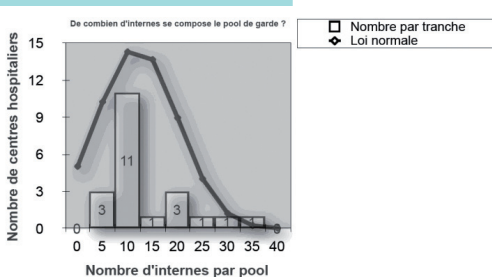 De combien d'internes se compose le pool de garde ?
Nombre par tranche
Loi normale
Nombre de centres hospitaliers
15
12
9
6
3
0
0 3 11 1 3 1 1 1 0
0 5 10 15 20 25 30 35 40
Nombre d'internes par pool